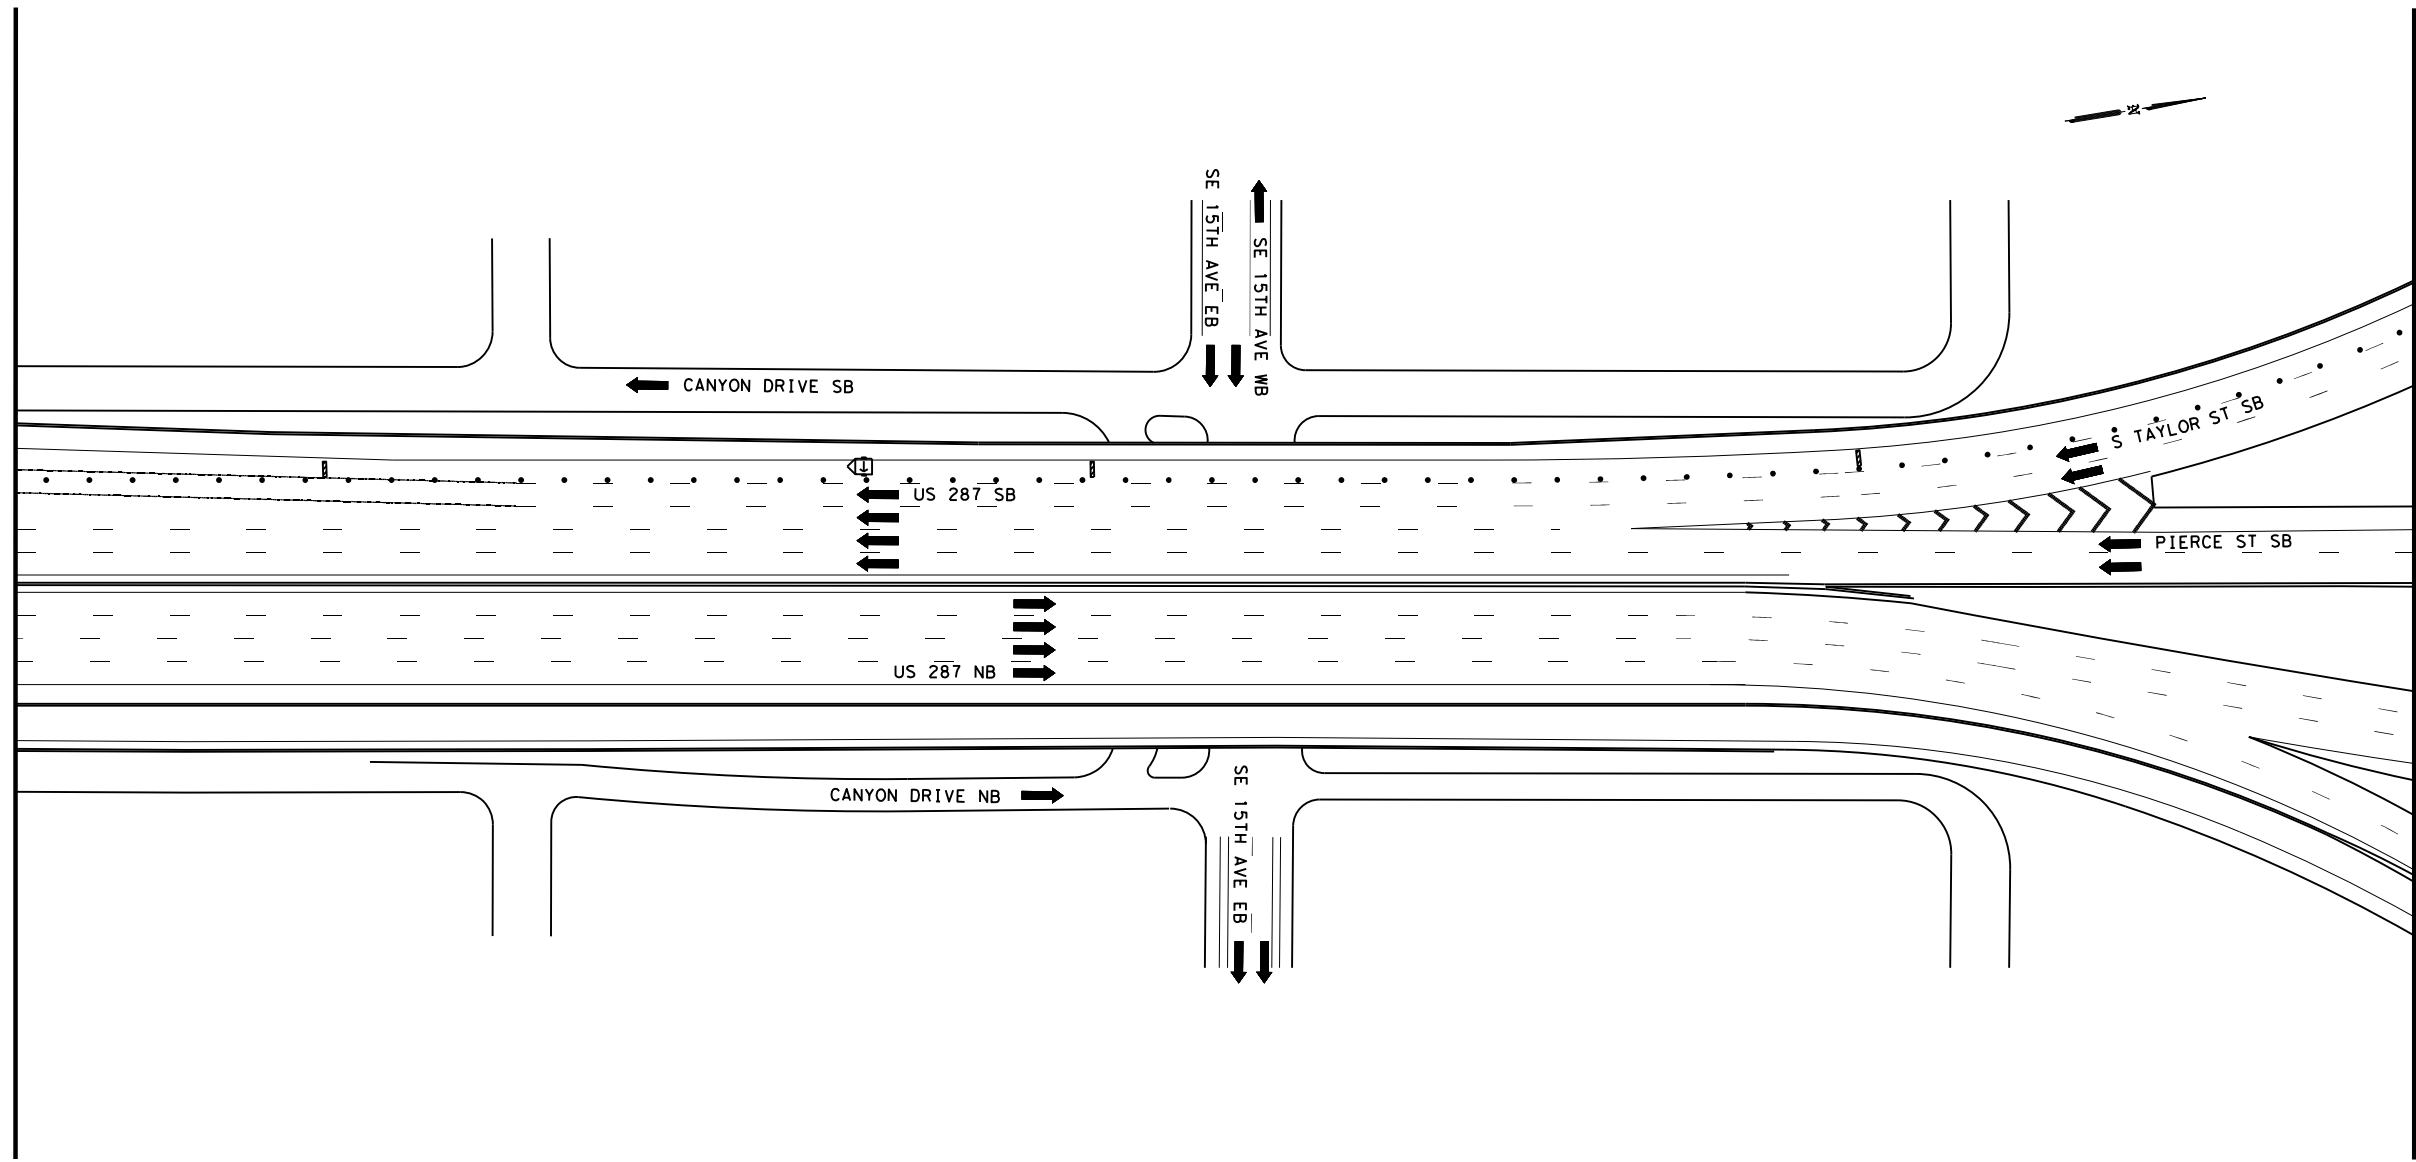 N
SE 15TH AVE EB
SE 15TH AVE WB
CANYON DRIVE SB
S TAYLOR ST SB
US 287 SB
PIERCE ST SB
US 287 NB
CANYON DRIVE NB
SE 15TH AVE EB